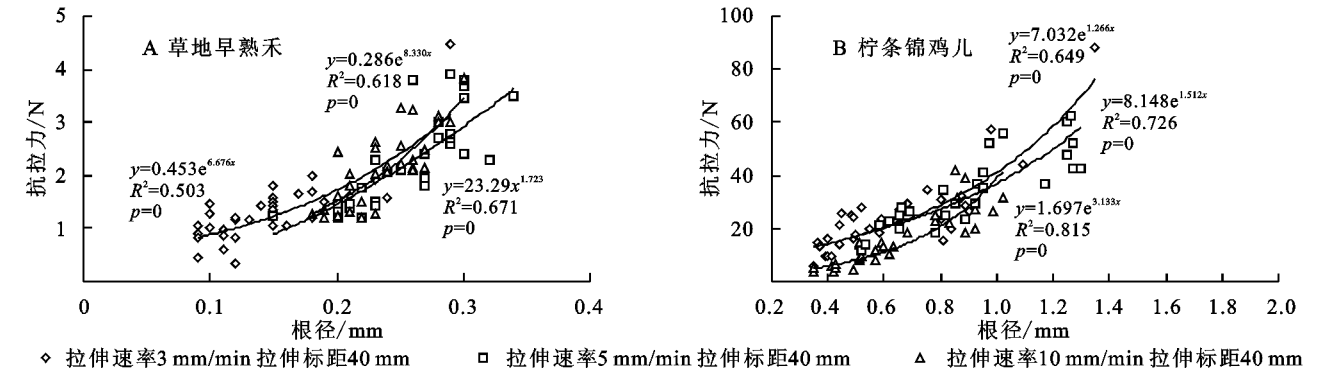 A 草地早熟禾
抗拉力/N
5
4
3
2
1
y=0.286e^{8.330x}
R²=0.618
p=0
y=0.453e^{6.676x}
R²=0.503
p=0
y=23.29x^{1.723}
R²=0.671
p=0
0 0.1 0.2 0.3 0.4
根径/mm
B 柠条锦鸡儿
抗拉力/N
100
80
60
40
20
y=7.032e^{1.266x}
R²=0.649
p=0
y=8.148e^{1.512x}
R²=0.726
p=0
y=1.697e^{3.133x}
R²=0.815
p=0
0.2 0.4 0.6 0.8 1.0 1.2 1.4 1.6 1.8 2.0
根径/mm
拉伸速率3 mm/min 拉伸标距40 mm 拉伸速率5 mm/min 拉伸标距40 mm 拉伸速率10 mm/min 拉伸标距40 mm